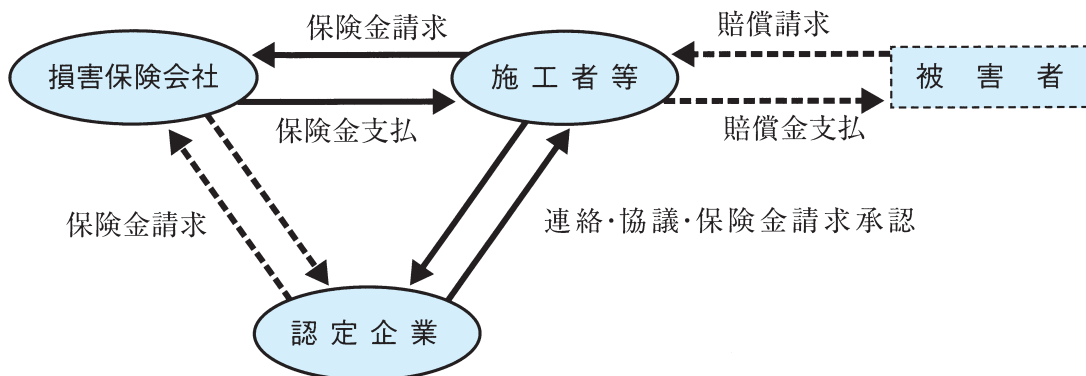 保険金請求
賠償請求
損害保険会社
施工者等
被害者
保険金支払
賠償金支払
保険金請求
連絡・協議・保険金請求承認
認定企業